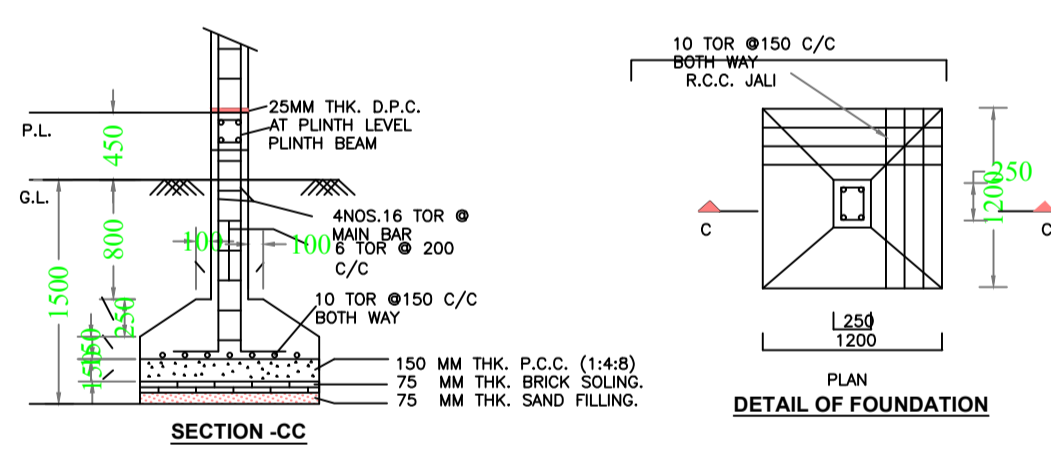 25MM THK. D.P.C.
AT PLINTH LEVEL
PLINTH BEAM
P.L.
450
G.L.
4NOS.16 TOR @
MAIN BAR
100
100
6 TOR @ 200
C/C
800
1500
250
10 TOR @150 C/C
BOTH WAY
150
150 MM THK. P.C.C. (1:4:8)
75 MM THK. BRICK SOLING.
75 MM THK. SAND FILLING.
SECTION -CC
10 TOR @150 C/C
BOTH WAY
R.C.C. JALI
250
1200
C
C
250
1200
PLAN
DETAIL OF FOUNDATION